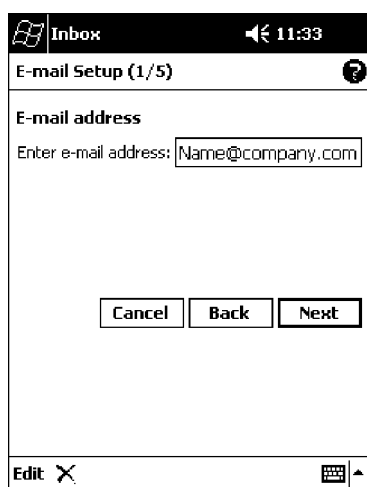 Inbox 11:33
E-mail Setup (1/5) ?
E-mail address
Enter e-mail address: Name@company.com
Cancel Back Next
Edit